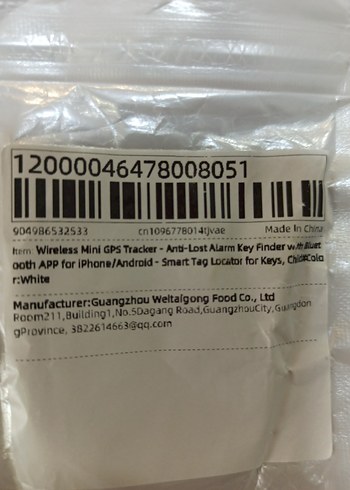 12000046478008051
904986532533 cn1096778014tjvae Made In China
Item: Wireless Mini GPS Tracker - Anti-Lost Alarm Key Finder with Bluet
ooth APP for iPhone/Android - Smart Tag Locator for Keys, Child#Colo
r:White
Manufacturer:Guangzhou Weitaigong Food Co., Ltd
Room211,Building1,No.5Dagang Road,GuangzhouCity,Guangdon
gProvince, 3822614663@qq.com